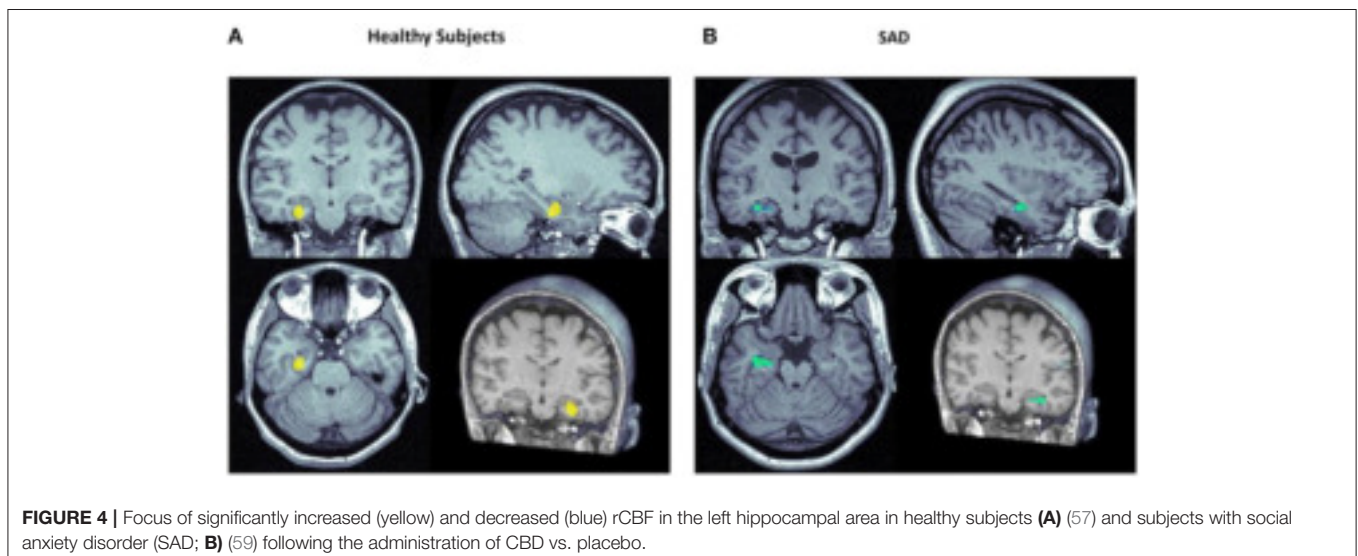 A Healthy Subjects B SAD
FIGURE 4 | Focus of significantly increased (yellow) and decreased (blue) rCBF in the left hippocampal area in healthy subjects (A) (57) and subjects with social
anxiety disorder (SAD; B) (59) following the administration of CBD vs. placebo.